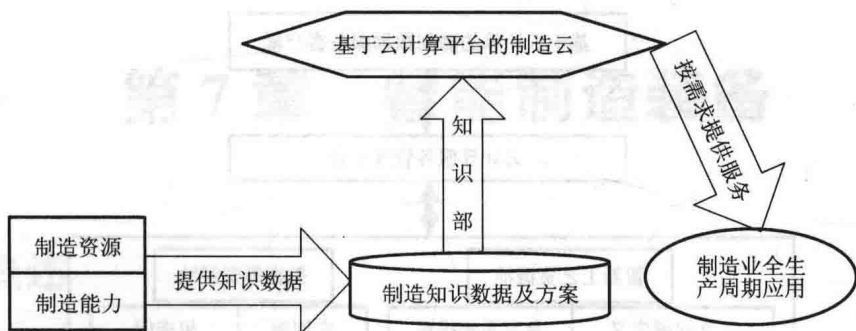 基于云计算平台的制造云
知
识
部
按需求提供服务
制造资源
制造能力
提供知识数据
制造知识数据及方案
制造业全生
产周期应用